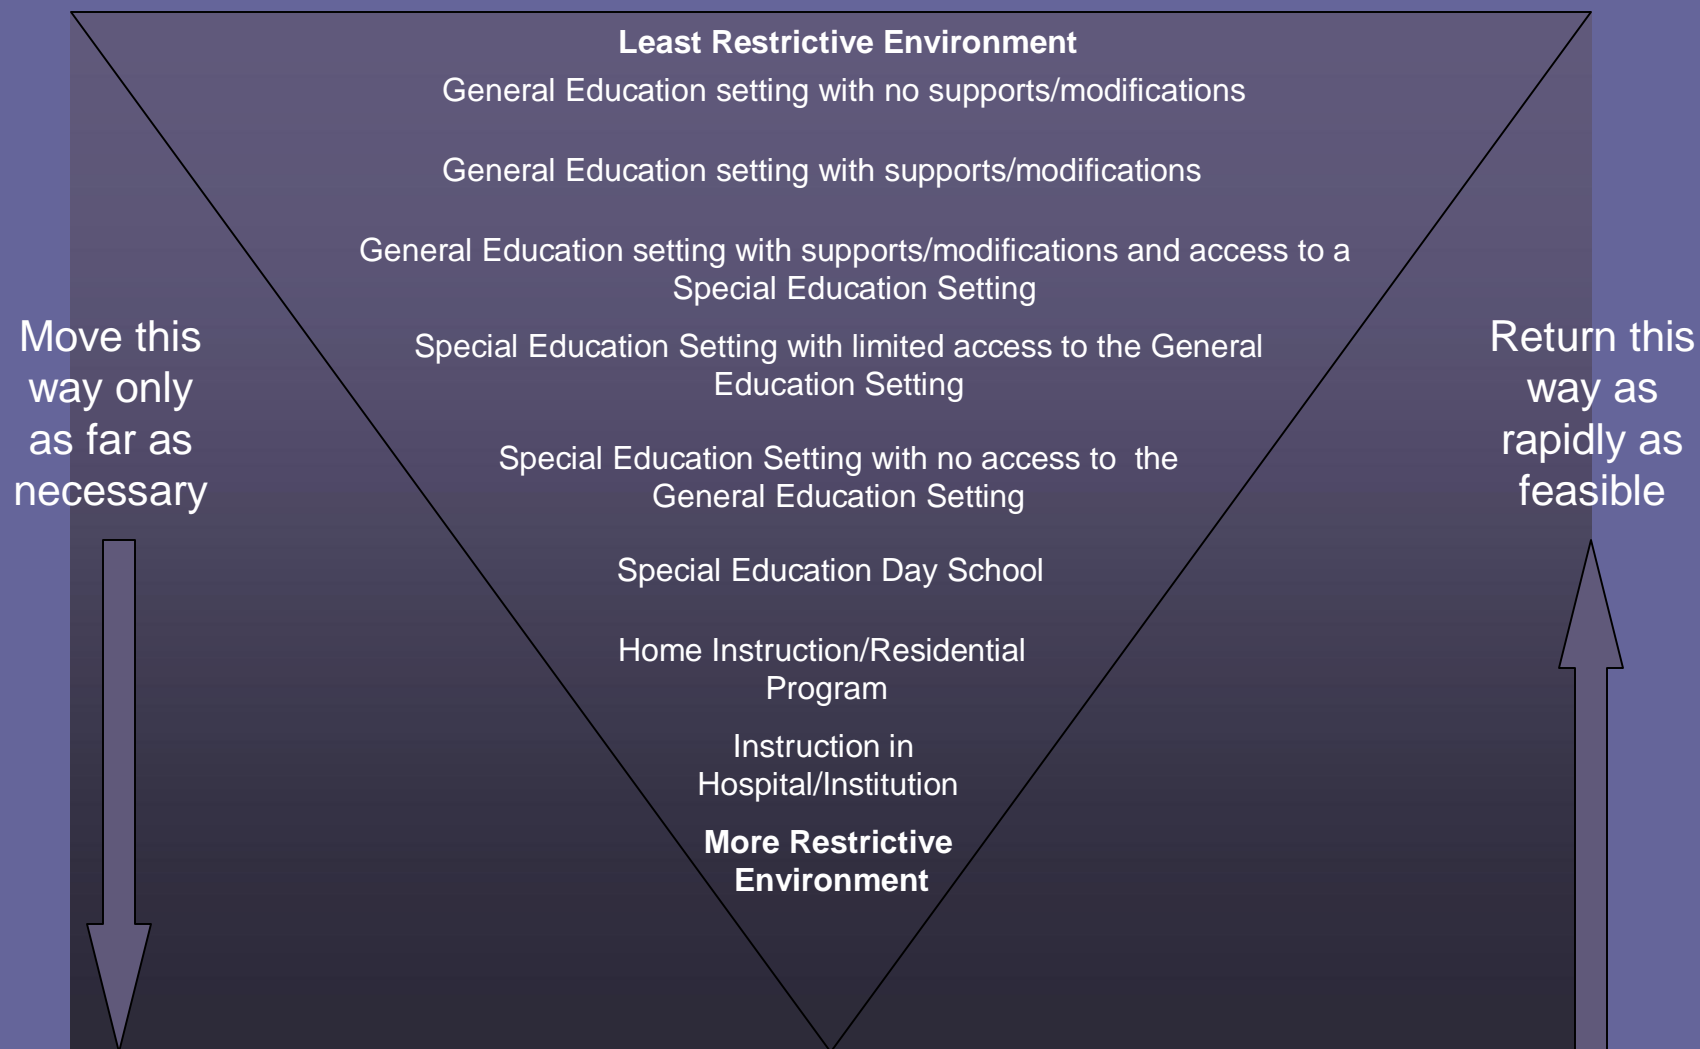 Least Restrictive Environment
General Education setting with no supports/modifications
General Education setting with supports/modifications
General Education setting with supports/modifications and access to a
Special Education Setting
Special Education Setting with limited access to the General
Education Setting
Special Education Setting with no access to  the
General Education Setting
Special Education Day School
Home Instruction/Residential
Program
Instruction in
Hospital/Institution
More Restrictive
Environment
Move this
way only
as far as
necessary
Return this
way as
rapidly as
feasible